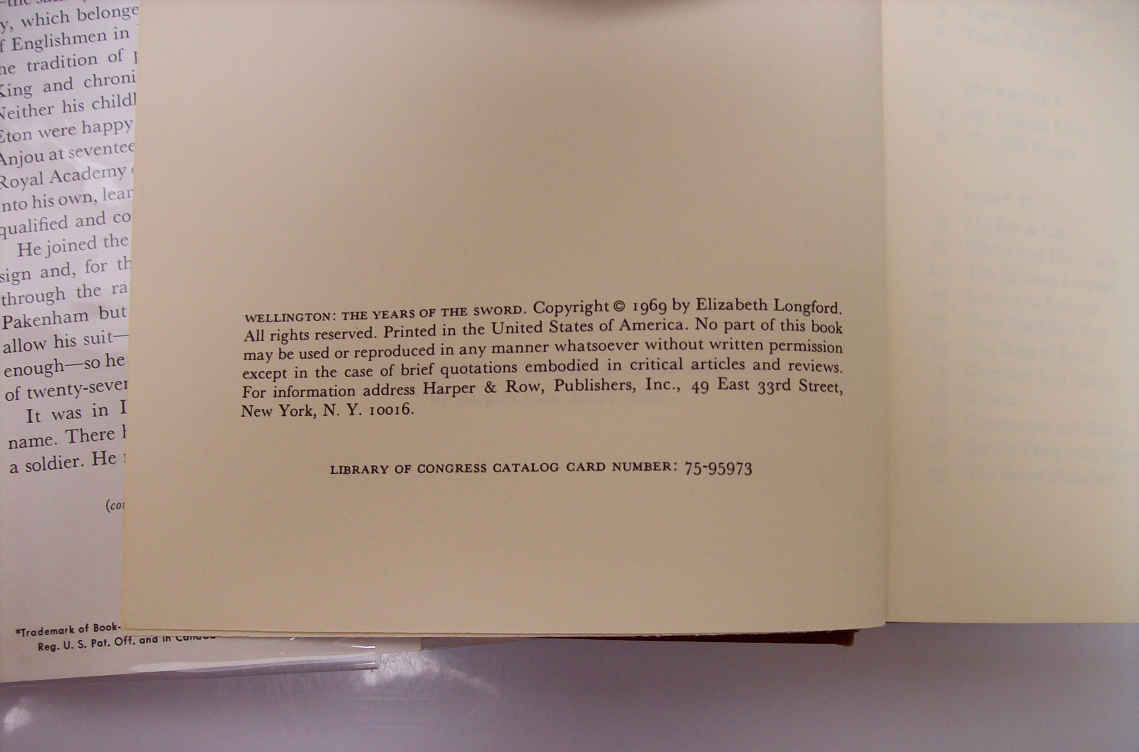 y, which belonge
f Englishmen in
he tradition of
King and chroni
Neither his child
Eton were happy
Anjou at seventee
Royal Academy
nto his own, lear
qualified and co
He joined the
sign and, for th
through the ra
Pakenham but
allow his suit—
enough—so he
of twenty-seve
It was in I
name. There
a soldier. He
(co
*Trademark of Book-
Reg. U. S. Pat. Off. and in Canada
WELLINGTON: THE YEARS OF THE SWORD. Copyright © 1969 by Elizabeth Longford.
All rights reserved. Printed in the United States of America. No part of this book
may be used or reproduced in any manner whatsoever without written permission
except in the case of brief quotations embodied in critical articles and reviews.
For information address Harper & Row, Publishers, Inc., 49 East 33rd Street,
New York, N. Y. 10016.
LIBRARY OF CONGRESS CATALOG CARD NUMBER: 75-95973